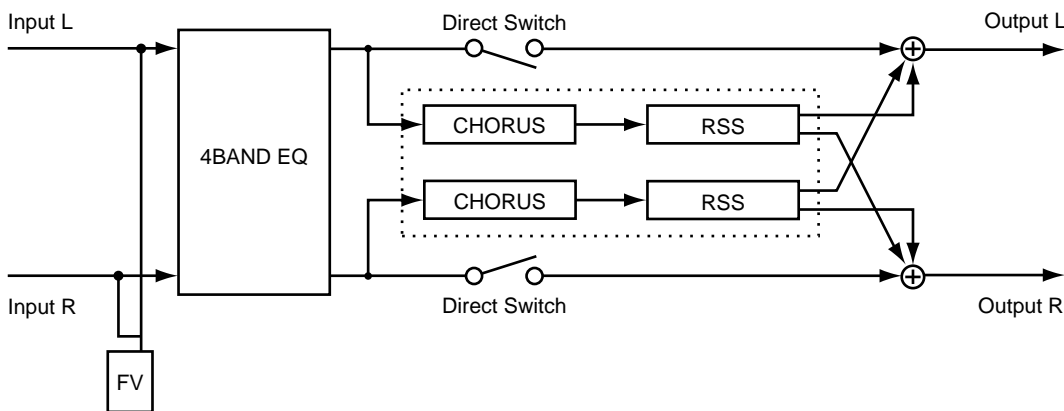 Input L
Direct Switch
Output L
CHORUS
RSS
4BAND EQ
CHORUS
RSS
Input R
Direct Switch
Output R
FV